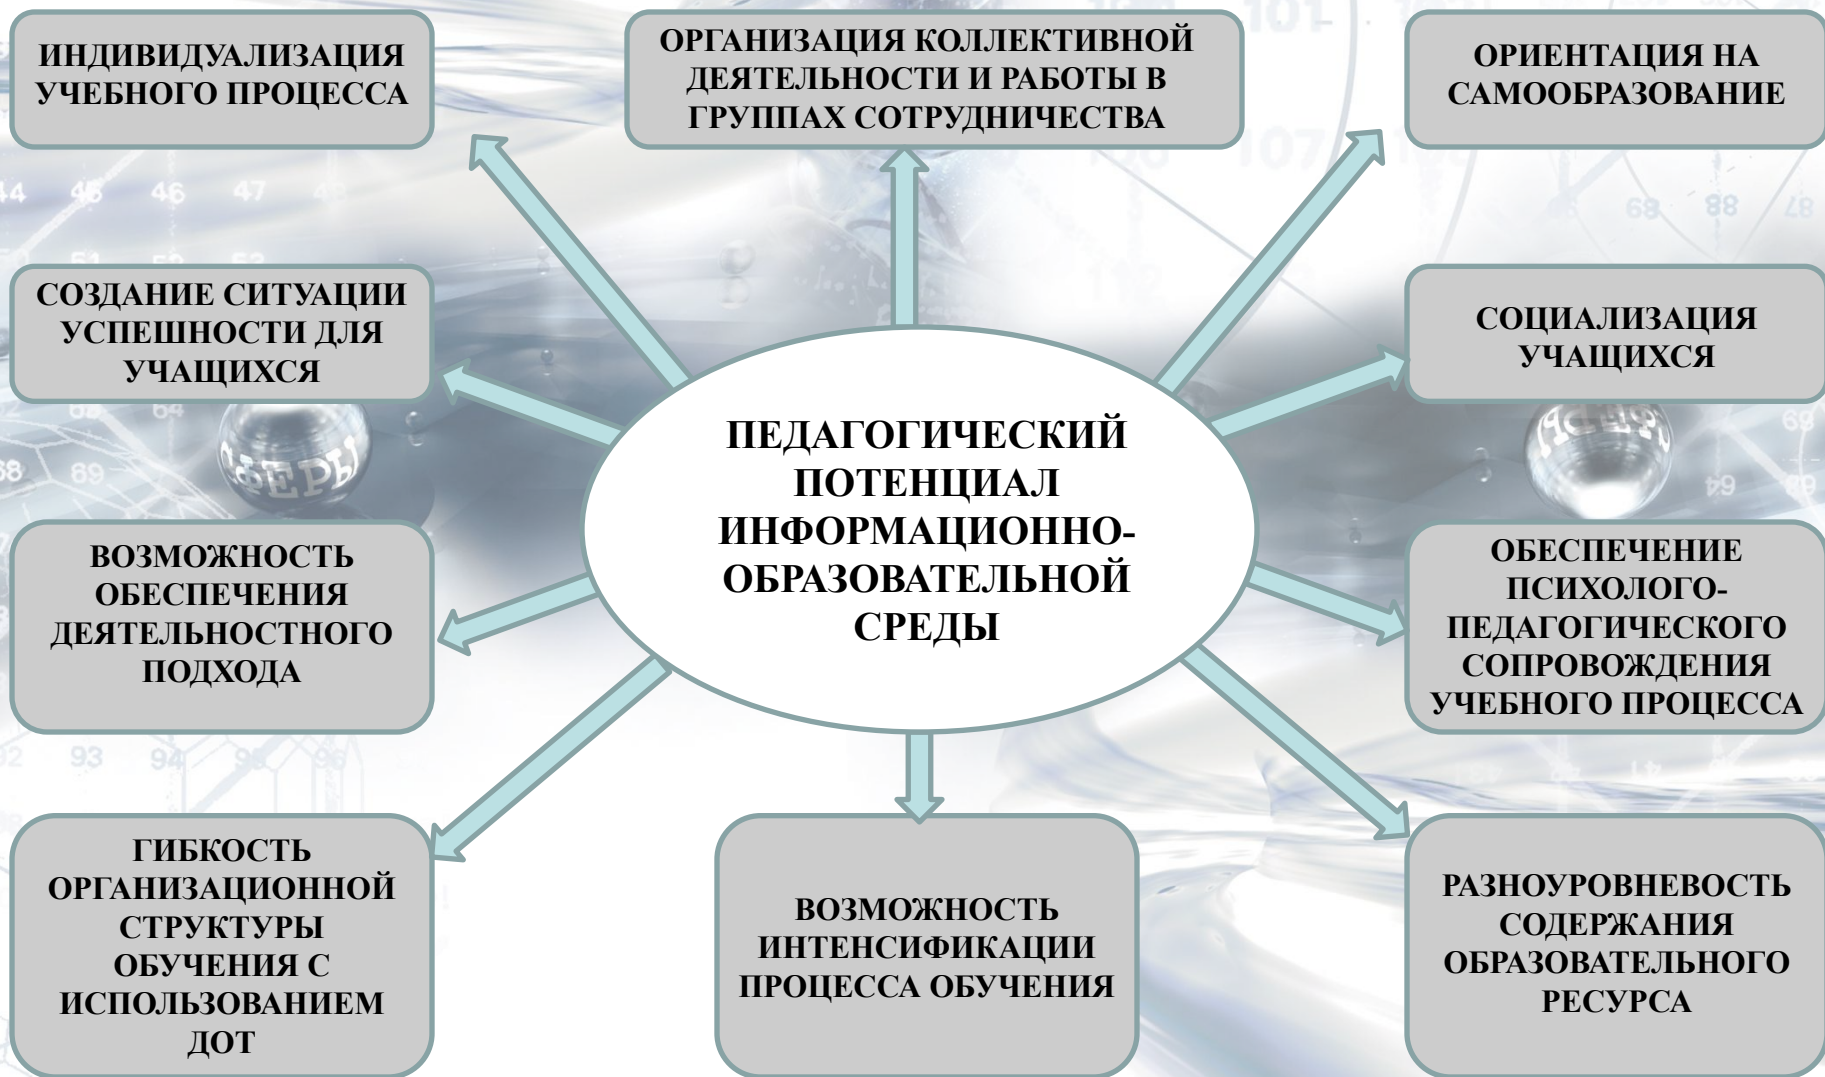 ИНДИВИДУАЛИЗАЦИЯ
УЧЕБНОГО ПРОЦЕССА
ОРГАНИЗАЦИЯ КОЛЛЕКТИВНОЙ
ДЕЯТЕЛЬНОСТИ И РАБОТЫ В
ГРУППАХ СОТРУДНИЧЕСТВА
ОРИЕНТАЦИЯ НА
САМООБРАЗОВАНИЕ
СОЗДАНИЕ СИТУАЦИИ
УСПЕШНОСТИ ДЛЯ
УЧАЩИХСЯ
СОЦИАЛИЗАЦИЯ
УЧАЩИХСЯ
ПЕДАГОГИЧЕСКИЙ
ПОТЕНЦИАЛ
ИНФОРМАЦИОННО-
ОБРАЗОВАТЕЛЬНОЙ
СРЕДЫ
ВОЗМОЖНОСТЬ
ОБЕСПЕЧЕНИЯ
ДЕЯТЕЛЬНОСТНОГО
ПОДХОДА
ОБЕСПЕЧЕНИЕ
ПСИХОЛОГО-
ПЕДАГОГИЧЕСКОГО
СОПРОВОЖДЕНИЯ
УЧЕБНОГО ПРОЦЕССА
ГИБКОСТЬ
ОРГАНИЗАЦИОННОЙ
СТРУКТУРЫ
ОБУЧЕНИЯ С
ИСПОЛЬЗОВАНИЕМ
ДОТ
ВОЗМОЖНОСТЬ
ИНТЕНСИФИКАЦИИ
ПРОЦЕССА ОБУЧЕНИЯ
РАЗНОУРОВНЕВОСТЬ
СОДЕРЖАНИЯ
ОБРАЗОВАТЕЛЬНОГО
РЕСУРСА